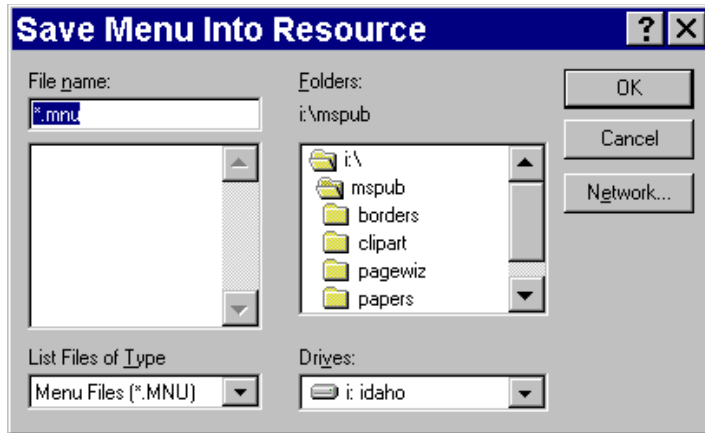 Save Menu Into Resource
File name:
*.mnu
List Files of Type
Menu Files (*.MNU)
Folders:
i:\mspub
i:\
mspub
borders
clipart
pagewiz
papers
Drives:
i: idaho
OK
Cancel
Network...